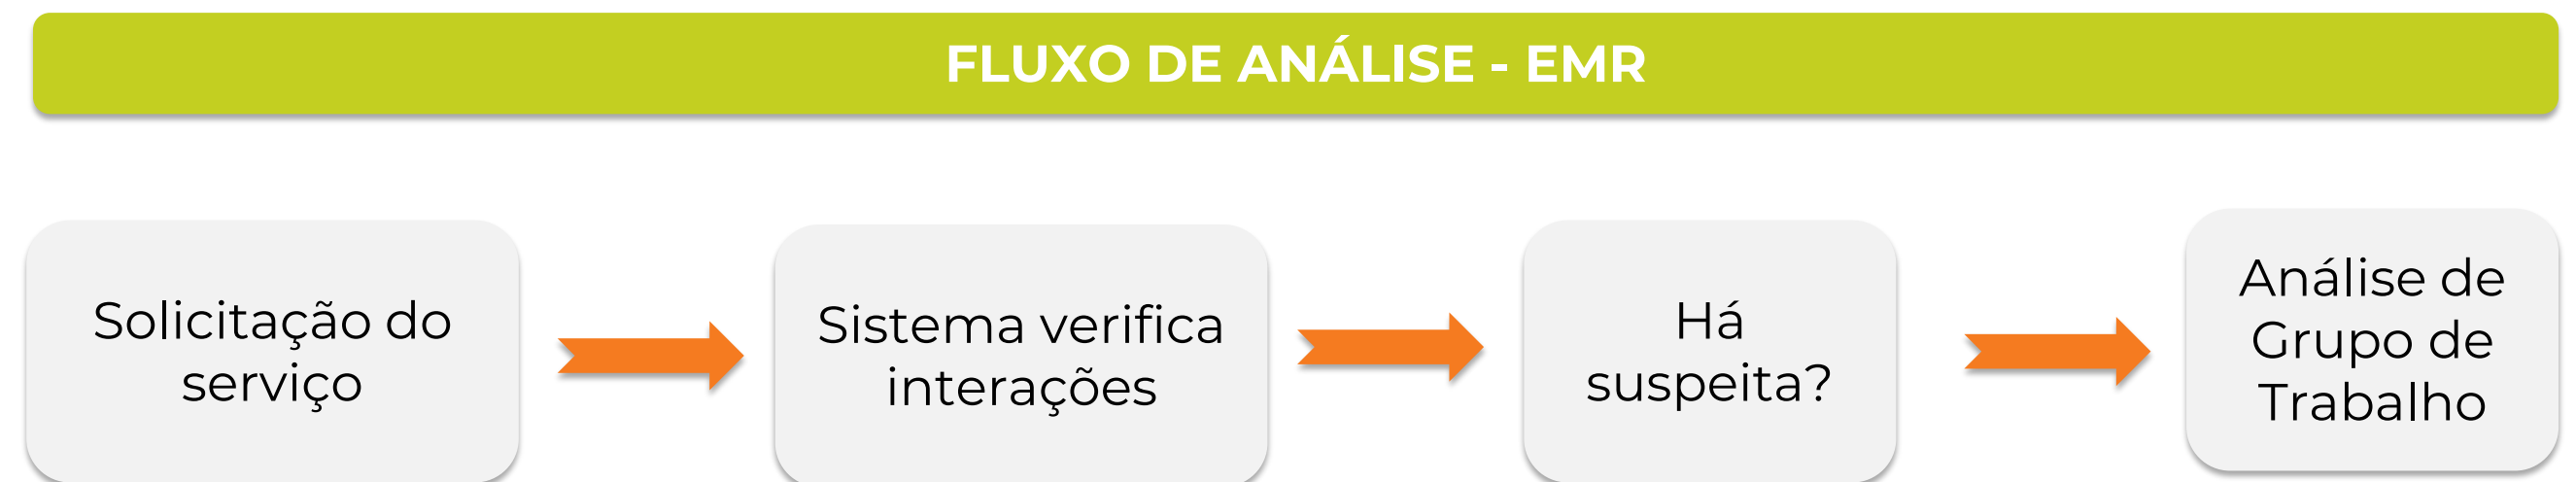 FLUXO DE ANÁLISE - EMR
Solicitação do
serviço
Sistema verifica
interações
Há
suspeita?
Análise de
Grupo de
Trabalho